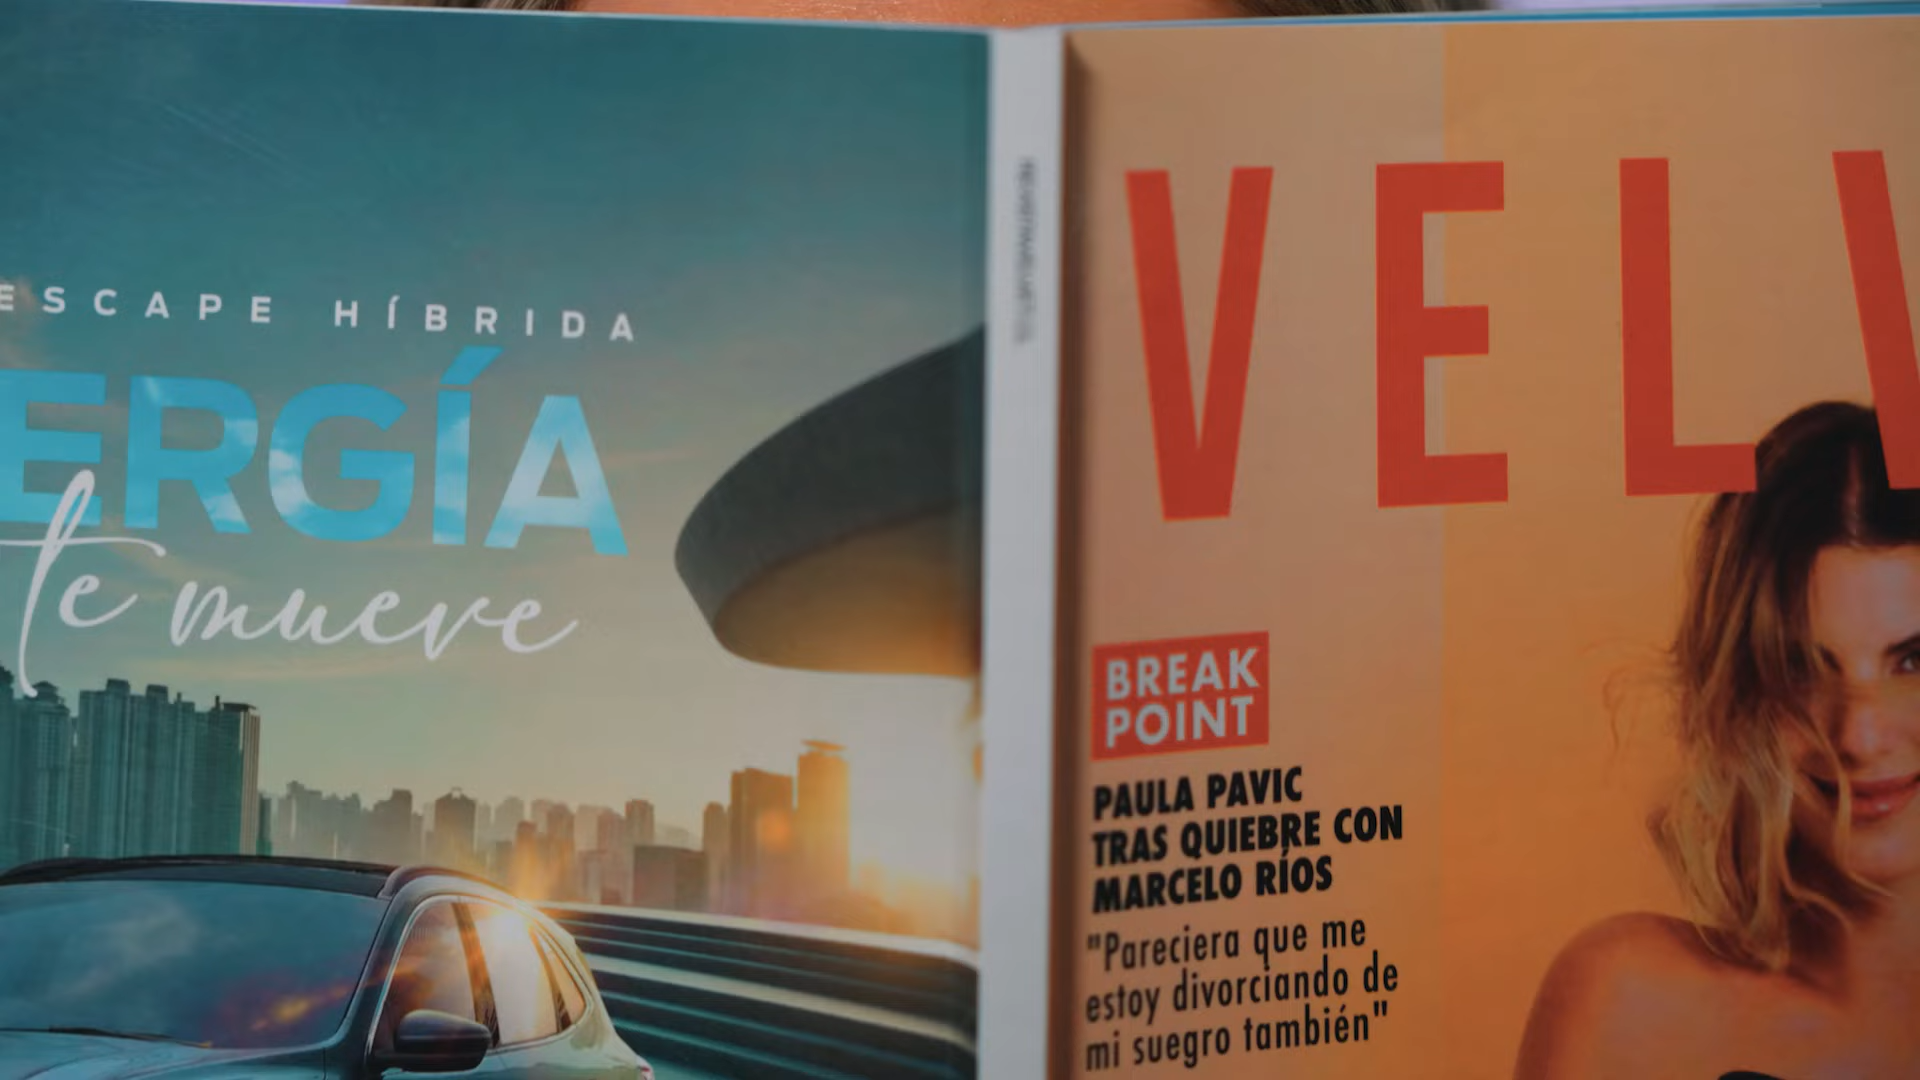 ESCAPE HÍBRIDA
ERGÍA
te mueve
VELV
BREAK
POINT
PAULA PAVIC
TRAS QUIEBRE CON
MARCELO RÍOS
"Pareciera que me
estoy divorciando de
mi suegro también"